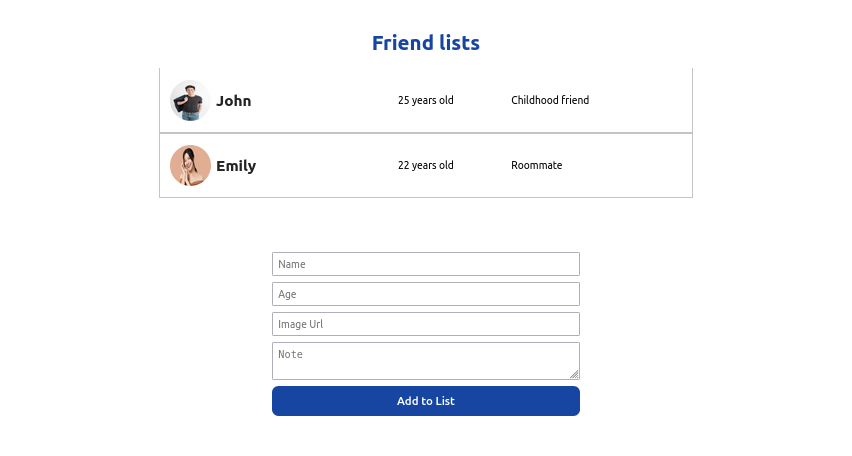 Friend lists
John 25 years old Childhood friend
Emily 22 years old Roommate
Name
Age
Image Url
Note
Add to List